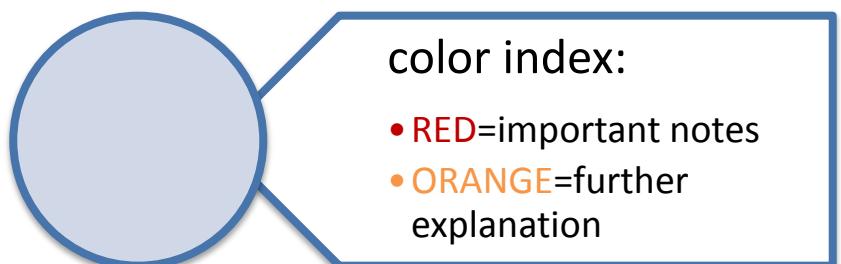 color index:
• RED=important notes
• ORANGE=further
explanation